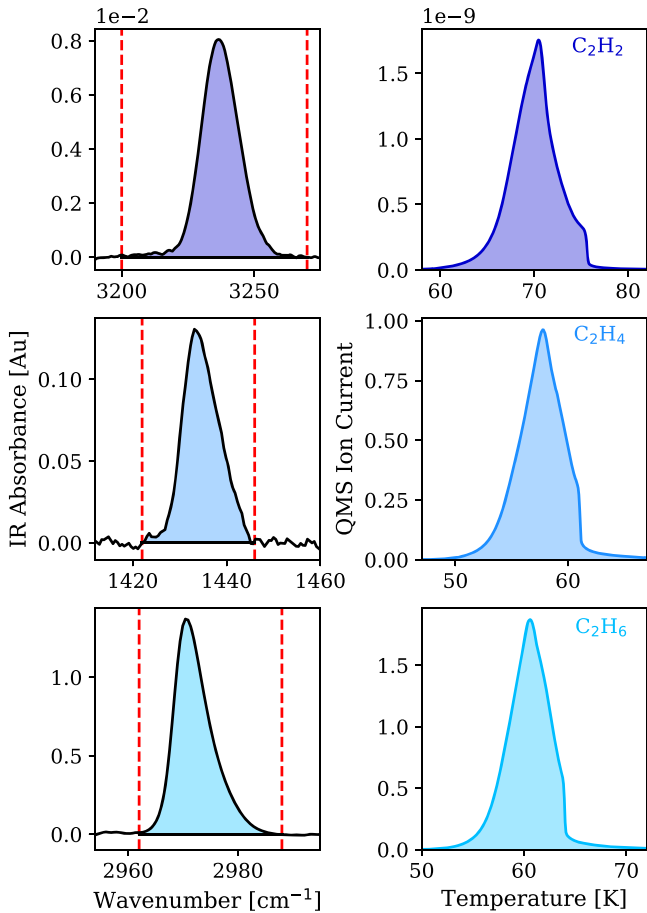 1e−2
1e−9
0.8
0.6
0.4
0.2
0.0
3200 3250
1.5
1.0
0.5
0.0
60 70 80
C₂H₂
0.10
0.05
0.00
1420 1440 1460
1.00
0.75
0.50
0.25
0.00
50 60
C₂H₄
IR Absorbance [Au]
QMS Ion Current
1.0
0.5
0.0
2960 2980
1.5
1.0
0.5
0.0
50 60 70
C₂H₆
Wavenumber [cm⁻¹]
Temperature [K]